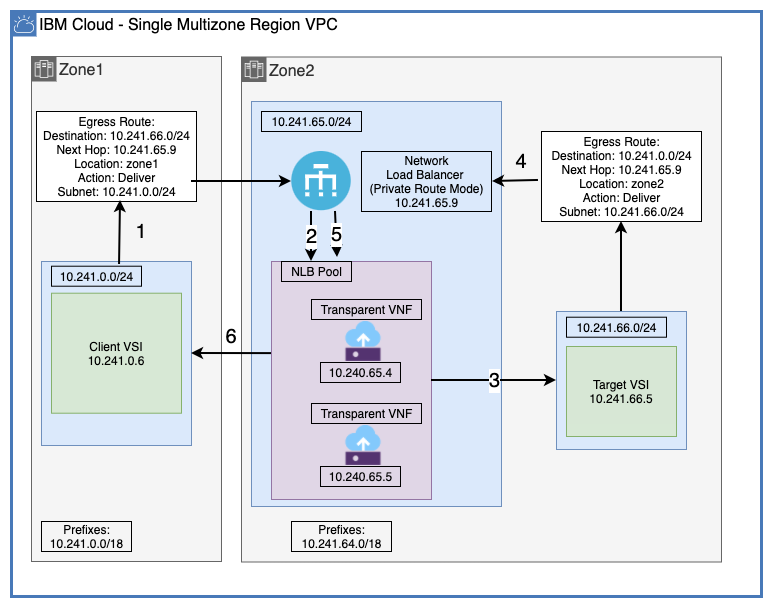 IBM Cloud - Single Multizone Region VPC
Zone1
Egress Route:
Destination: 10.241.66.0/24
Next Hop: 10.241.65.9
Location: zone1
Action: Deliver
Subnet: 10.241.0.0/24
1
10.241.0.0/24
Client VSI
10.241.0.6
Prefixes:
10.241.0.0/18
Zone2
10.241.65.0/24
Network
Load Balancer
(Private Route Mode)
10.241.65.9
4
Egress Route:
Destination: 10.241.0.0/24
Next Hop: 10.241.65.9
Location: zone2
Action: Deliver
Subnet: 10.241.66.0/24
2
5
NLB Pool
Transparent VNF
10.240.65.4
Transparent VNF
10.240.65.5
6
3
10.241.66.0/24
Target VSI
10.241.66.5
Prefixes:
10.241.64.0/18